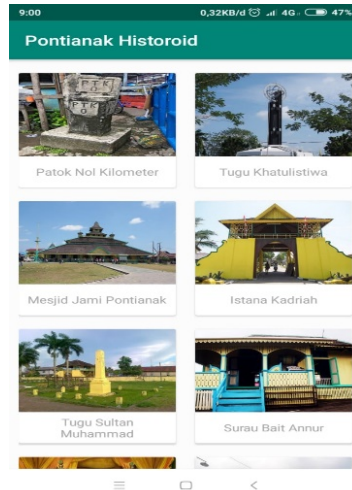 9:00 0,32KB/d 4G 47%
Pontianak Historoid
PTK
Patok Nol Kilometer
Tugu Khatulistiwa
Mesjid Jami Pontianak
Istana Kadriah
Tugu Sultan
Muhammad
Surau Bait Annur